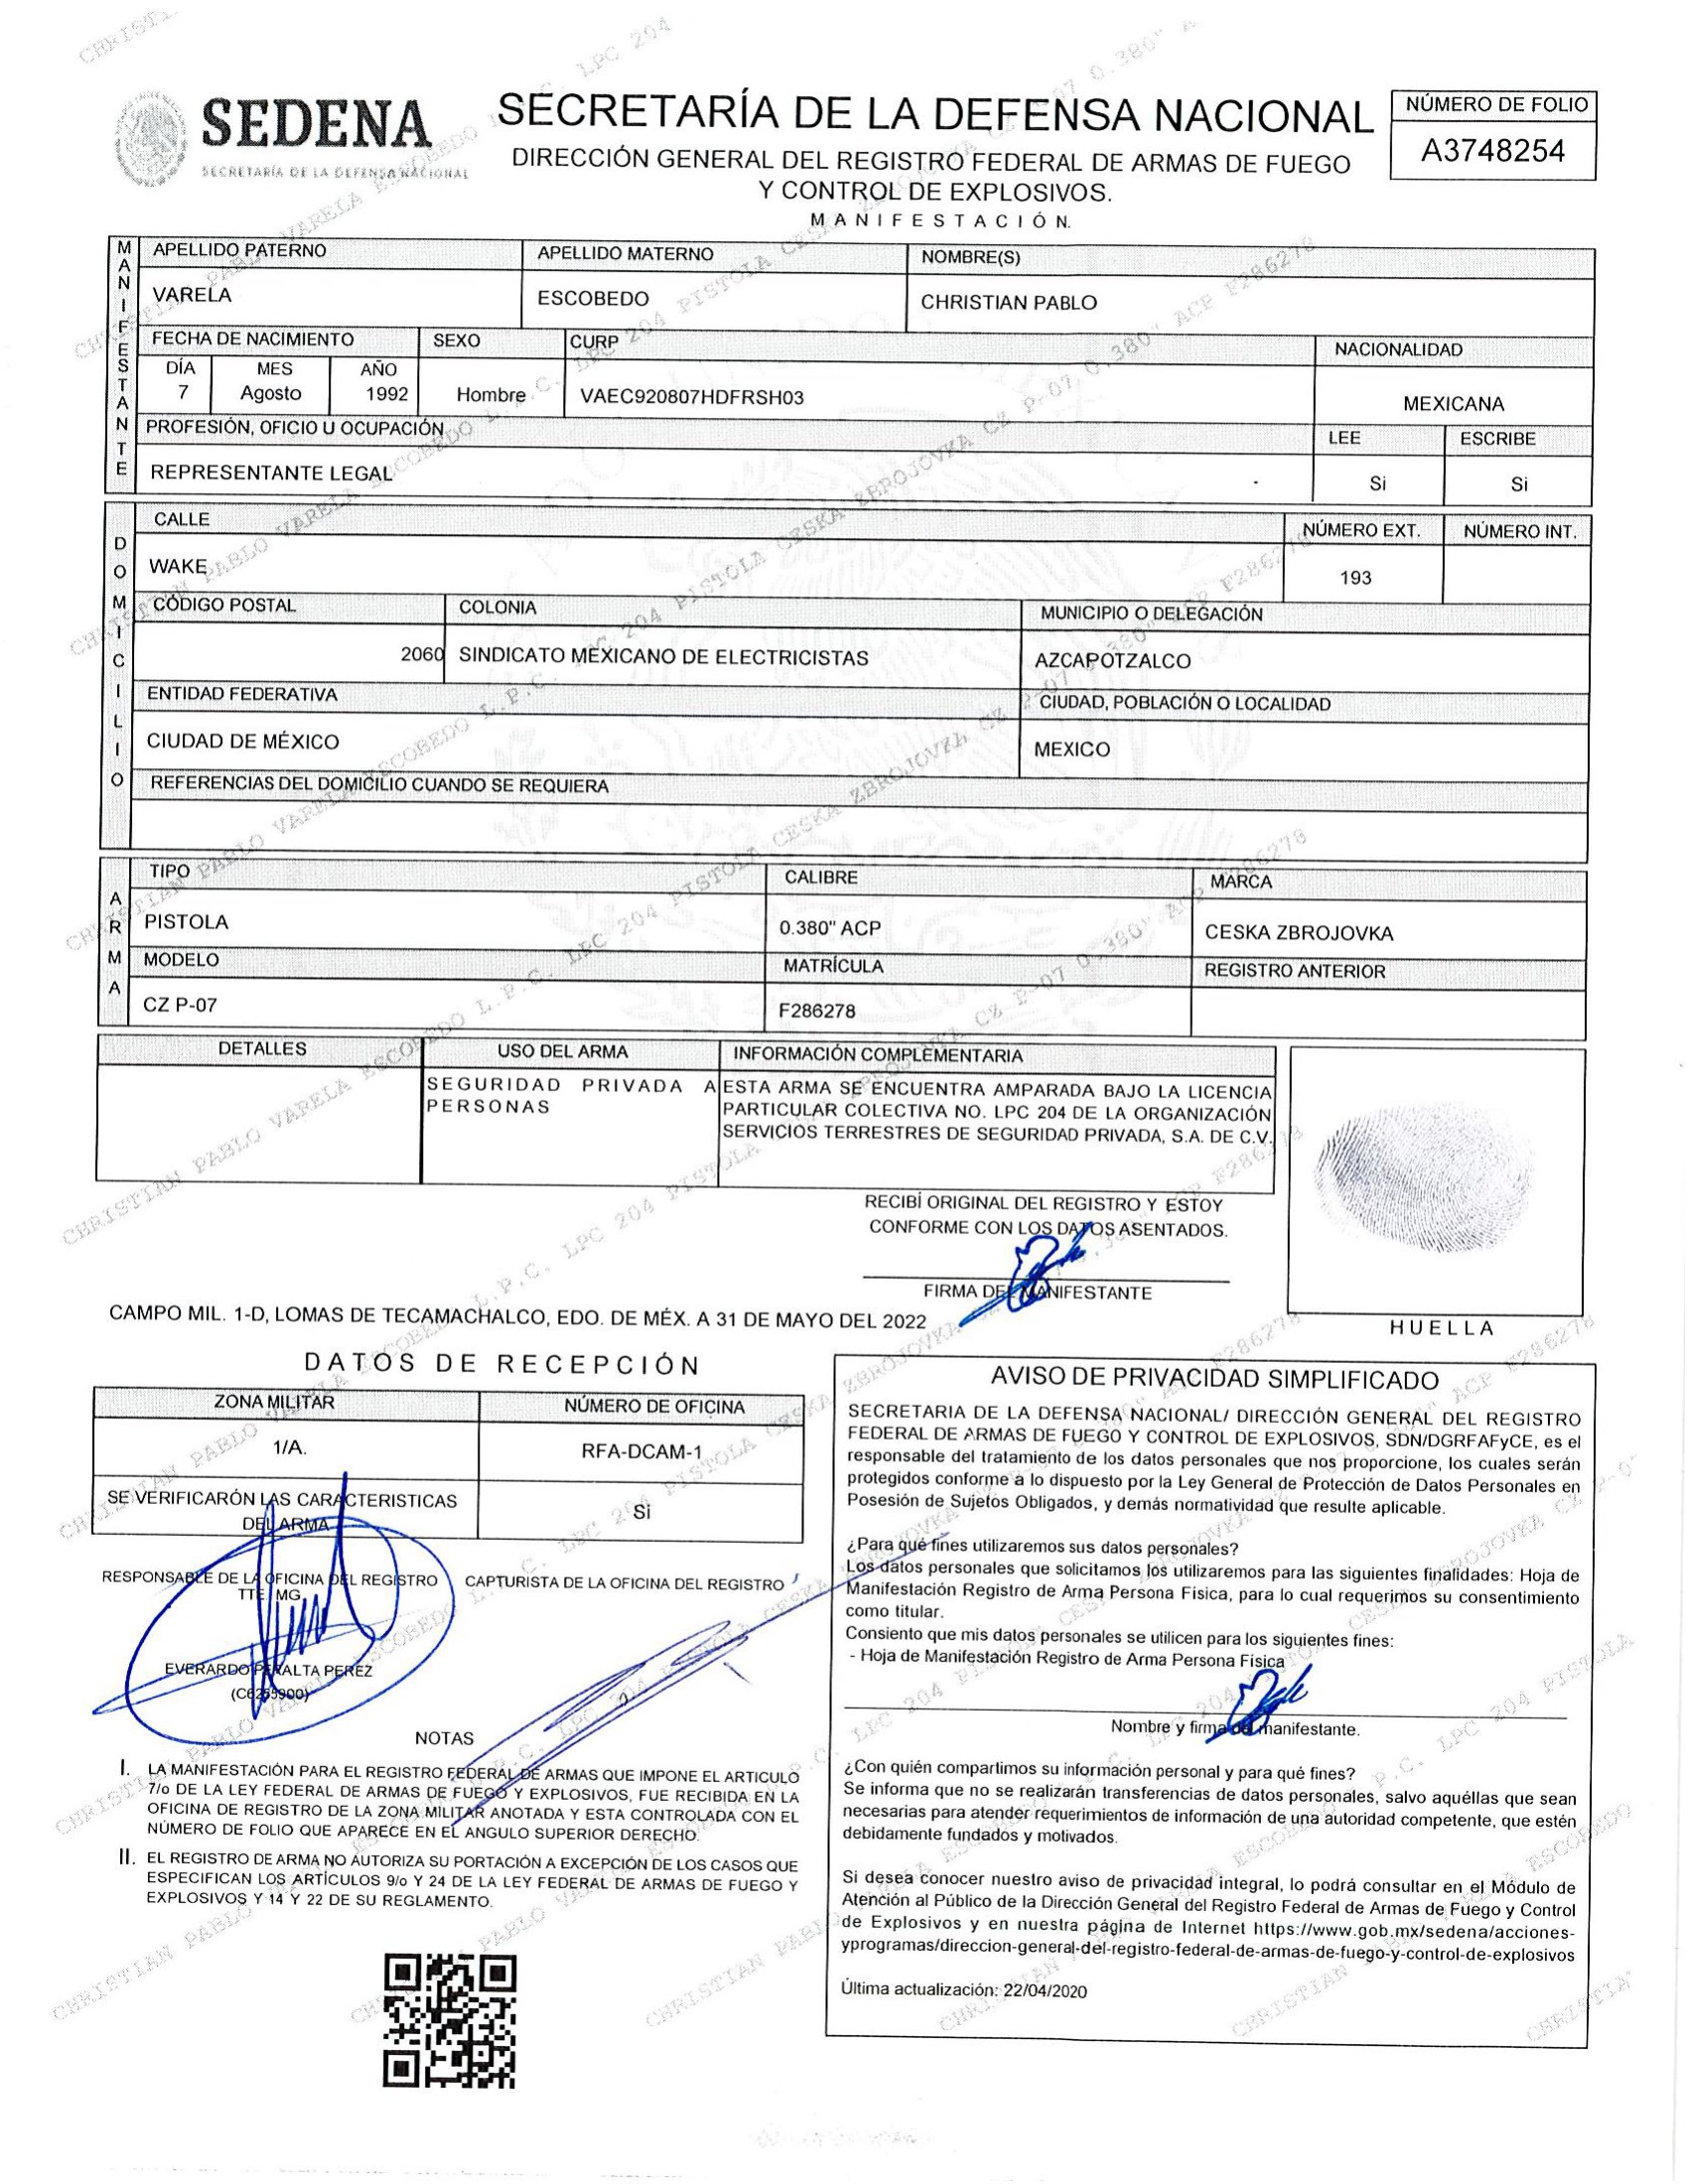 SEDENA
SECRETARÍA DE LA DEFENSA NACIONAL
SECRETARÍA DE LA DEFENSA NACIONAL
DIRECCIÓN GENERAL DEL REGISTRO FEDERAL DE ARMAS DE FUEGO
Y CONTROL DE EXPLOSIVOS.
MANIFESTACIÓN.
NÚMERO DE FOLIO
A3748254
MANIFESTANTE
APELLIDO PATERNO APELLIDO MATERNO NOMBRE(S)
VARELA ESCOBEDO CHRISTIAN PABLO
FECHA DE NACIMIENTO SEXO CURP NACIONALIDAD
DÍA MES AÑO
7 Agosto 1992 Hombre VAEC920807HDFRSH03 MEXICANA
PROFESIÓN, OFICIO U OCUPACIÓN LEE ESCRIBE
REPRESENTANTE LEGAL Si Si
DOMICILIO
CALLE NÚMERO EXT. NÚMERO INT.
WAKE 193
CÓDIGO POSTAL COLONIA MUNICIPIO O DELEGACIÓN
2060 SINDICATO MEXICANO DE ELECTRICISTAS AZCAPOTZALCO
ENTIDAD FEDERATIVA CIUDAD, POBLACIÓN O LOCALIDAD
CIUDAD DE MÉXICO MEXICO
REFERENCIAS DEL DOMICILIO CUANDO SE REQUIERA
ARMA
TIPO CALIBRE MARCA
PISTOLA 0.380" ACP CESKA ZBROJOVKA
MODELO MATRÍCULA REGISTRO ANTERIOR
CZ P-07 F286278
DETALLES USO DEL ARMA INFORMACIÓN COMPLEMENTARIA
SEGURIDAD PRIVADA A
PERSONAS
ESTA ARMA SE ENCUENTRA AMPARADA BAJO LA LICENCIA
PARTICULAR COLECTIVA NO. LPC 204 DE LA ORGANIZACIÓN
SERVICIOS TERRESTRES DE SEGURIDAD PRIVADA, S.A. DE C.V.
RECIBÍ ORIGINAL DEL REGISTRO Y ESTOY
CONFORME CON LOS DATOS ASENTADOS.
FIRMA DEL MANIFESTANTE
HUELLA
CAMPO MIL. 1-D, LOMAS DE TECAMACHALCO, EDO. DE MÉX. A 31 DE MAYO DEL 2022
DATOS DE RECEPCIÓN
ZONA MILITAR NÚMERO DE OFICINA
1/A. RFA-DCAM-1
SE VERIFICARÓN LAS CARACTERISTICAS
DEL ARMA
Si
RESPONSABLE DE LA OFICINA DEL REGISTRO CAPTURISTA DE LA OFICINA DEL REGISTRO
TTE. MG.
EVERARDO PERALTA PEREZ
NOTAS
I. LA MANIFESTACIÓN PARA EL REGISTRO FEDERAL DE ARMAS QUE IMPONE EL ARTICULO
7/o DE LA LEY FEDERAL DE ARMAS DE FUEGO Y EXPLOSIVOS, FUE RECIBIDA EN LA
OFICINA DE REGISTRO DE LA ZONA MILITAR ANOTADA Y ESTA CONTROLADA CON EL
NÚMERO DE FOLIO QUE APARECE EN EL ANGULO SUPERIOR DERECHO.
II. EL REGISTRO DE ARMA NO AUTORIZA SU PORTACIÓN A EXCEPCIÓN DE LOS CASOS QUE
ESPECIFICAN LOS ARTÍCULOS 9/o Y 24 DE LA LEY FEDERAL DE ARMAS DE FUEGO Y
EXPLOSIVOS Y 14 Y 22 DE SU REGLAMENTO.
AVISO DE PRIVACIDAD SIMPLIFICADO
SECRETARIA DE LA DEFENSA NACIONAL/ DIRECCIÓN GENERAL DEL REGISTRO
FEDERAL DE ARMAS DE FUEGO Y CONTROL DE EXPLOSIVOS, SDN/DGRFAFyCE, es el
responsable del tratamiento de los datos personales que nos proporcione, los cuales serán
protegidos conforme a lo dispuesto por la Ley General de Protección de Datos Personales en
Posesión de Sujetos Obligados, y demás normatividad que resulte aplicable.
¿Para qué fines utilizaremos sus datos personales?
Los datos personales que solicitamos los utilizaremos para las siguientes finalidades: Hoja de
Manifestación Registro de Arma Persona Física, para lo cual requerimos su consentimiento
como titular.
Consiento que mis datos personales se utilicen para los siguientes fines:
- Hoja de Manifestación Registro de Arma Persona Física
Nombre y firma del manifestante.
¿Con quién compartimos su información personal y para qué fines?
Se informa que no se realizarán transferencias de datos personales, salvo aquéllas que sean
necesarias para atender requerimientos de información de una autoridad competente, que estén
debidamente fundados y motivados.
Si desea conocer nuestro aviso de privacidad integral, lo podrá consultar en el Módulo de
Atención al Público de la Dirección General del Registro Federal de Armas de Fuego y Control
de Explosivos y en nuestra página de Internet https://www.gob.mx/sedena/acciones-
yprogramas/direccion-general-del-registro-federal-de-armas-de-fuego-y-control-de-explosivos
Última actualización: 22/04/2020
CHRISTIAN PABLO VARELA ESCOBEDO L.P.C. LPC 204 PISTOLA CESKA ZBROJOVKA CZ P-07 0.380" ACP F286278